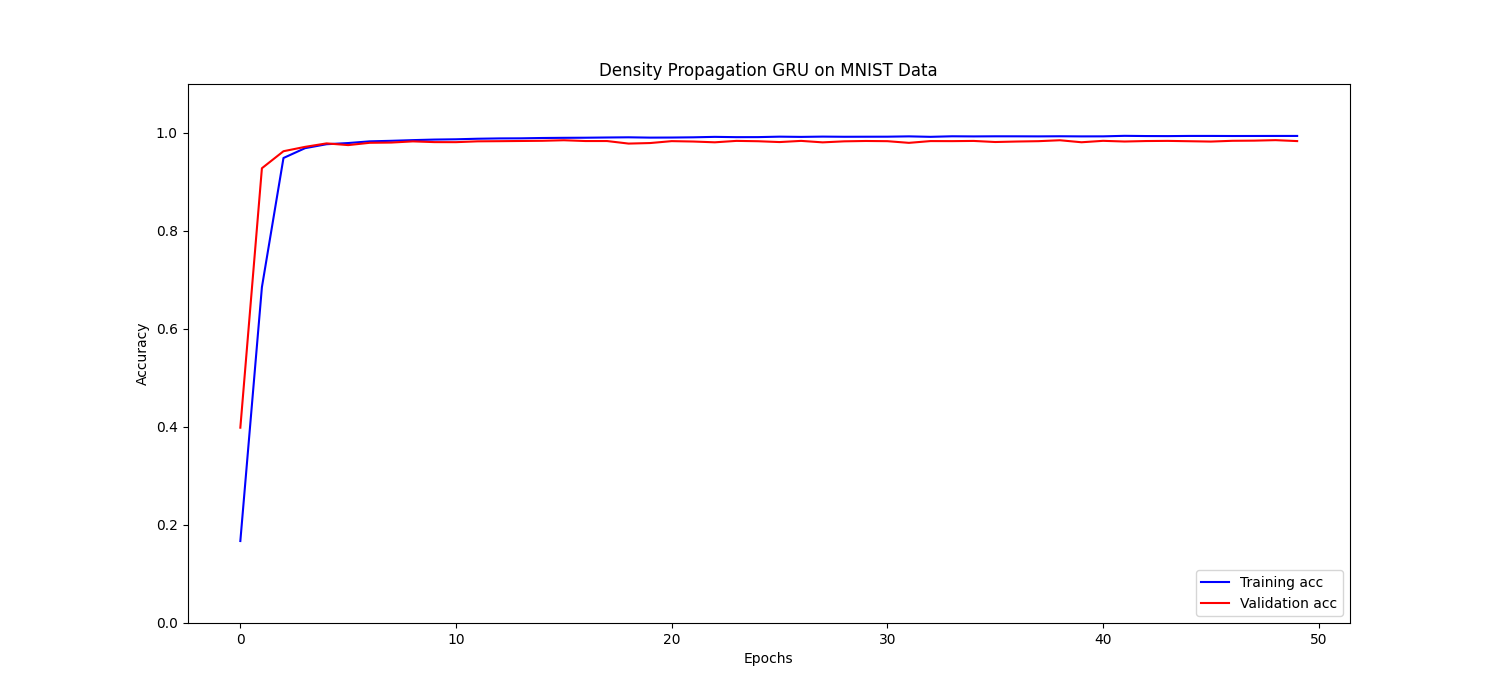 Density Propagation GRU on MNIST Data
Accuracy
1.0
0.8
0.6
0.4
0.2
0.0
0 10 20 30 40 50
Epochs
Training acc
Validation acc